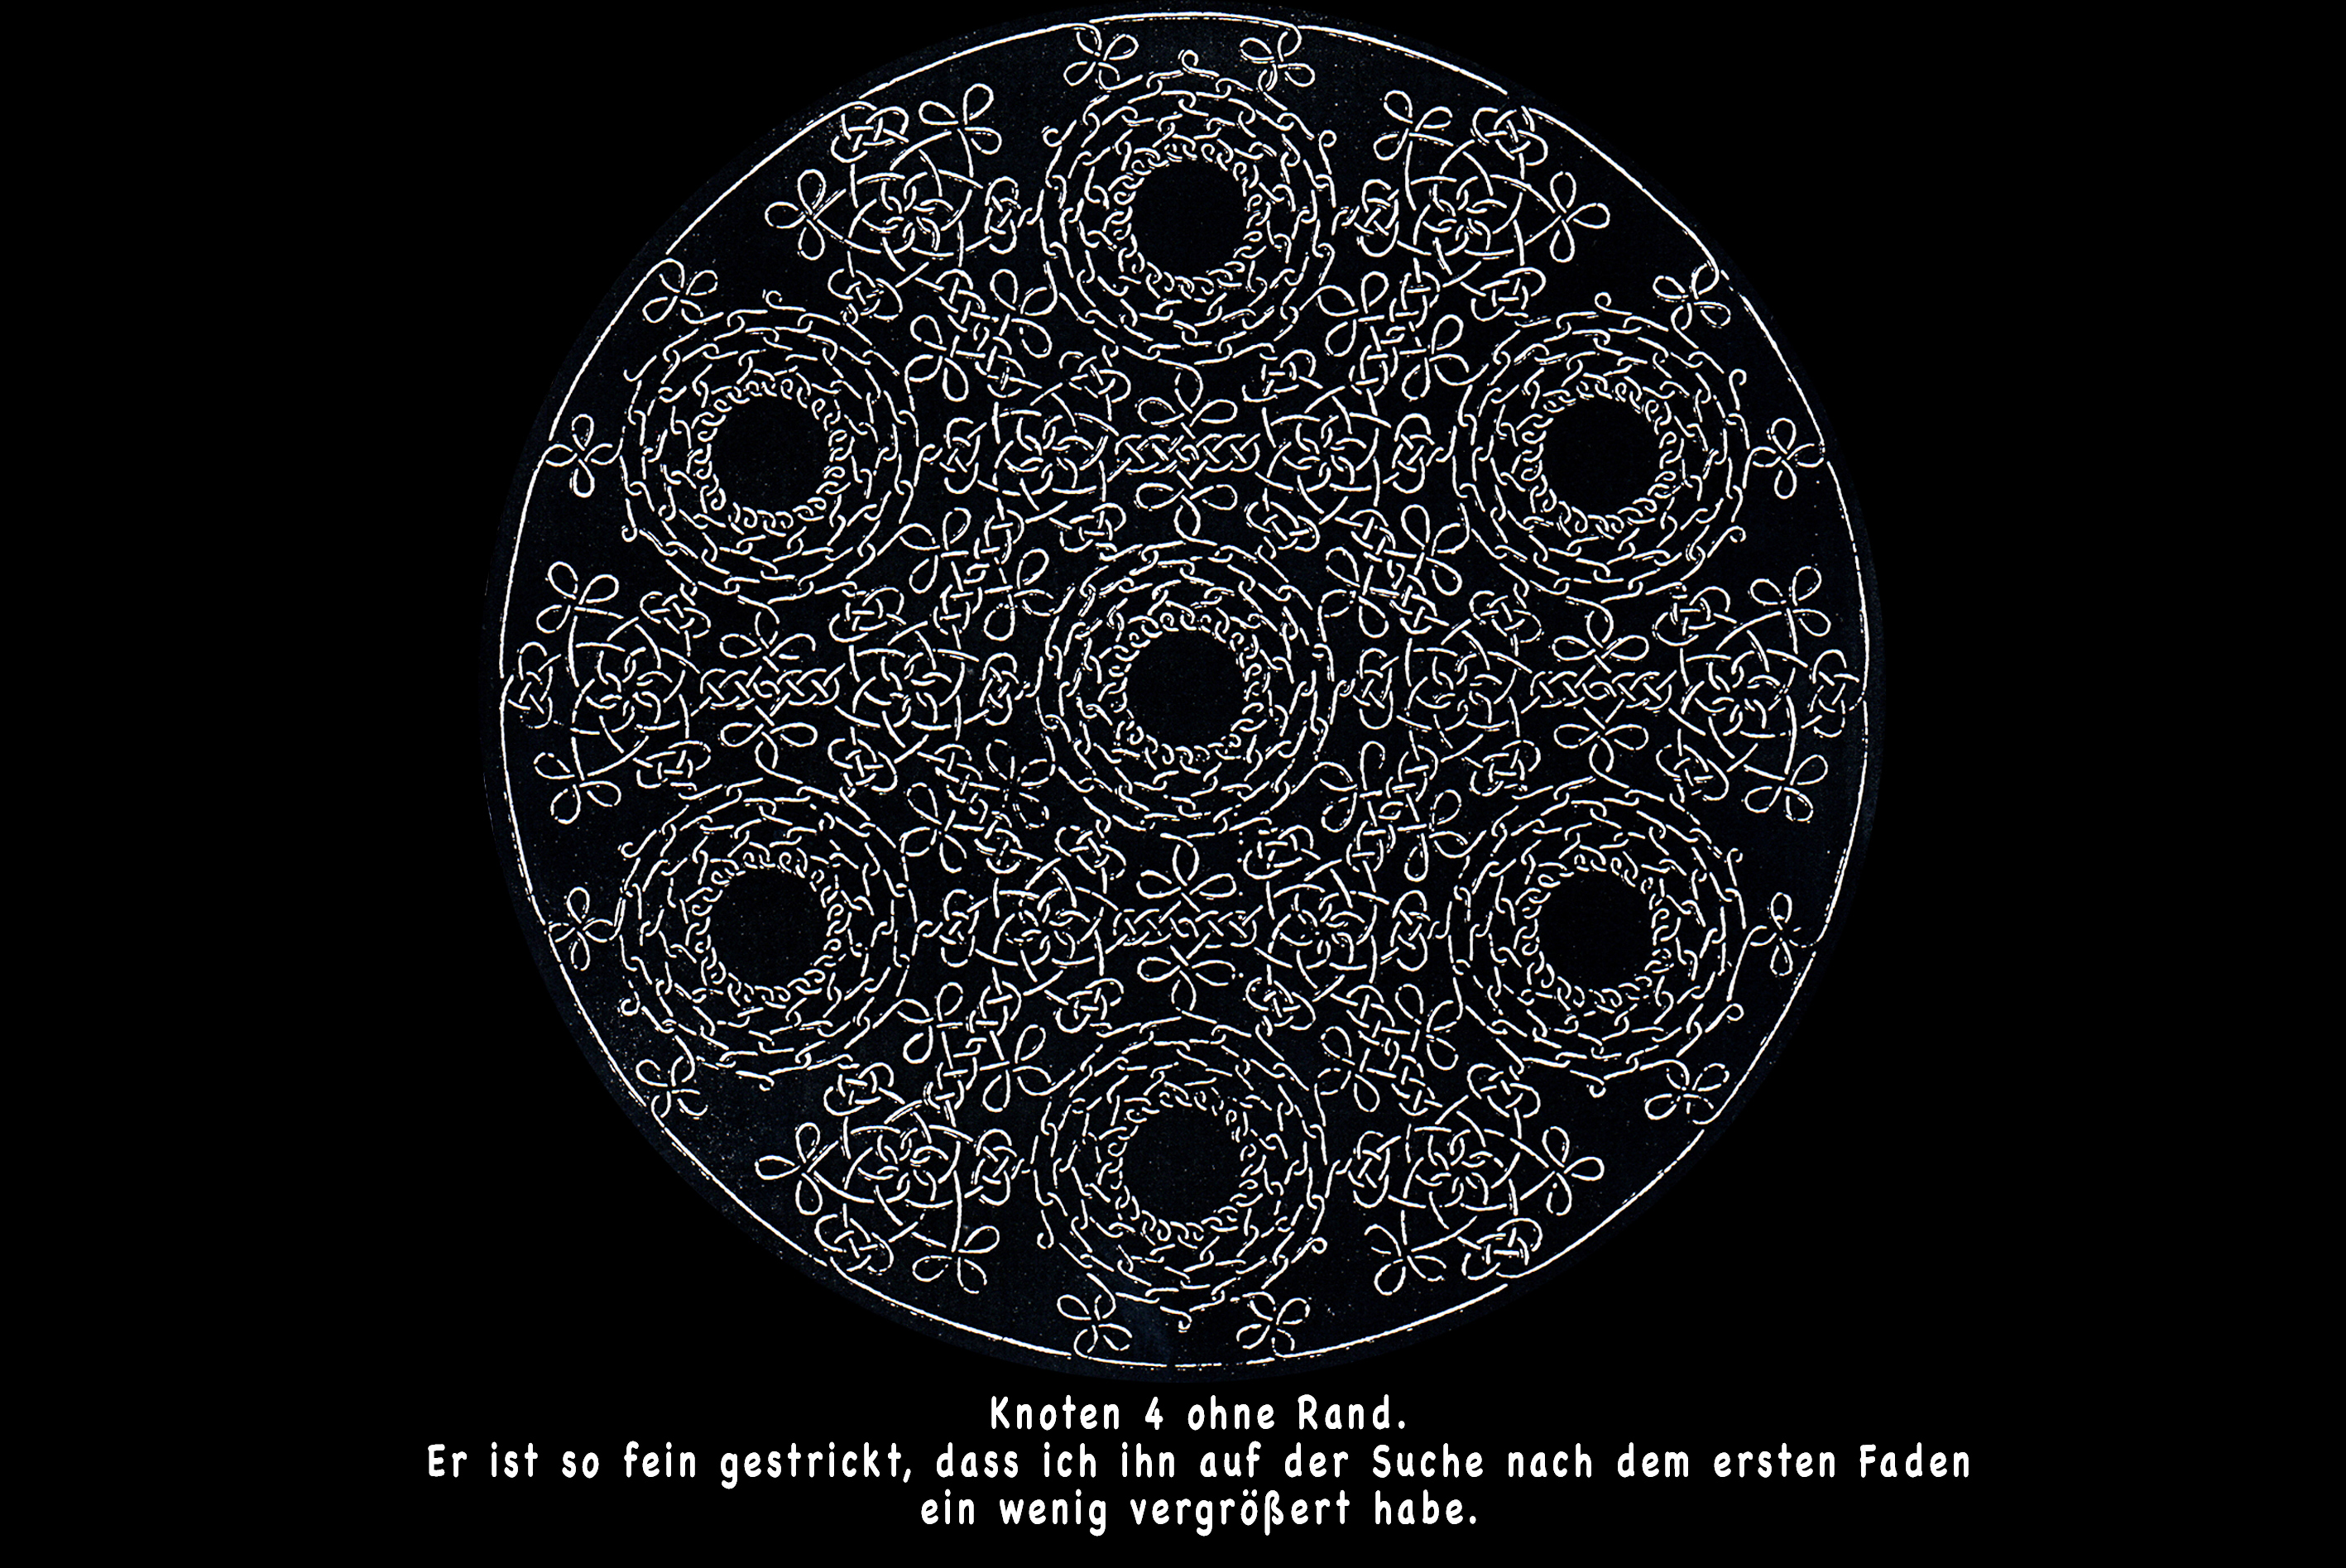 Knoten 4 ohne Rand.
Er ist so fein gestrickt, dass ich ihn auf der Suche nach dem ersten Faden
ein wenig vergrößert habe.